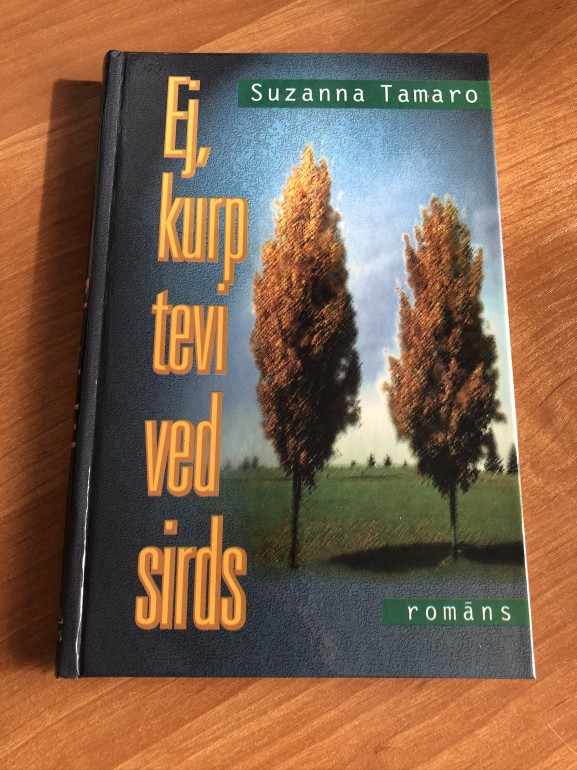 Suzanna Tamaro
Ej,
kurp
tevi
ved
sirds
romāns